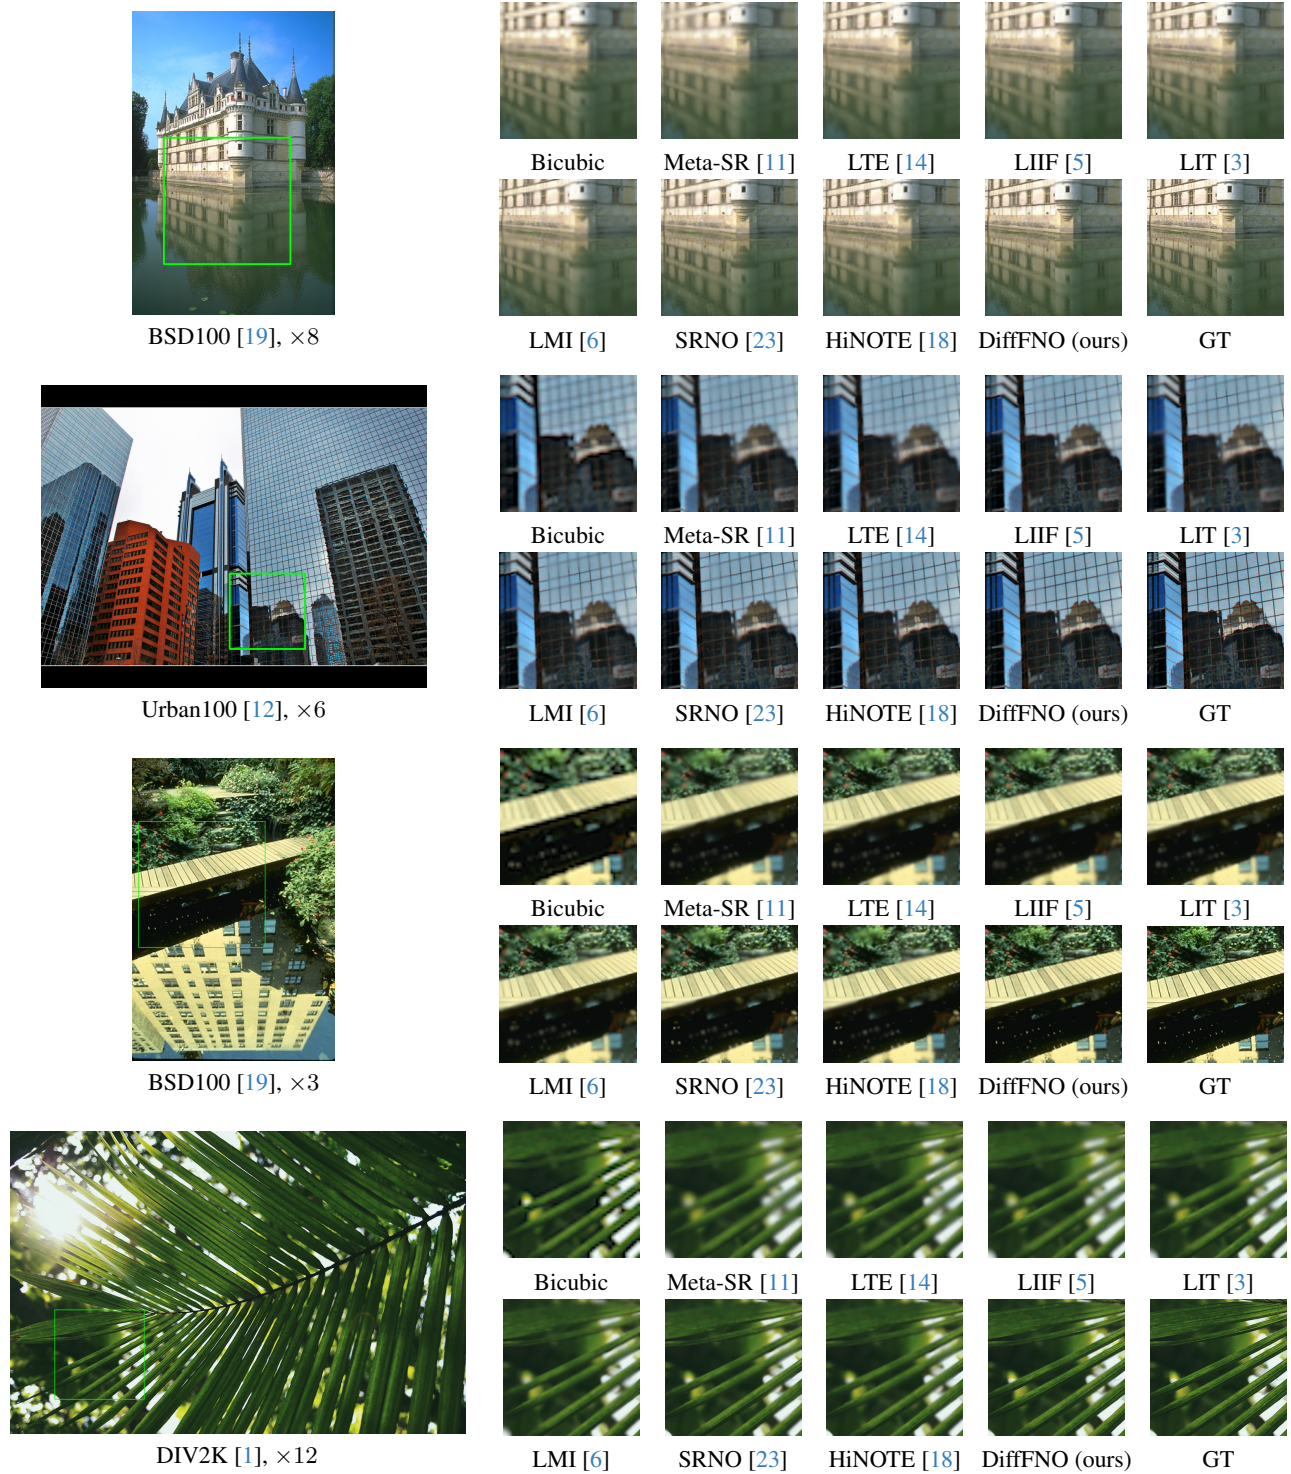 Bicubic Meta-SR [11] LTE [14] LIIF [5] LIT [3]
BSD100 [19], ×8
LMI [6] SRNO [23] HiNOTE [18] DiffFNO (ours) GT
Bicubic Meta-SR [11] LTE [14] LIIF [5] LIT [3]
Urban100 [12], ×6
LMI [6] SRNO [23] HiNOTE [18] DiffFNO (ours) GT
Bicubic Meta-SR [11] LTE [14] LIIF [5] LIT [3]
BSD100 [19], ×3
LMI [6] SRNO [23] HiNOTE [18] DiffFNO (ours) GT
Bicubic Meta-SR [11] LTE [14] LIIF [5] LIT [3]
DIV2K [1], ×12
LMI [6] SRNO [23] HiNOTE [18] DiffFNO (ours) GT